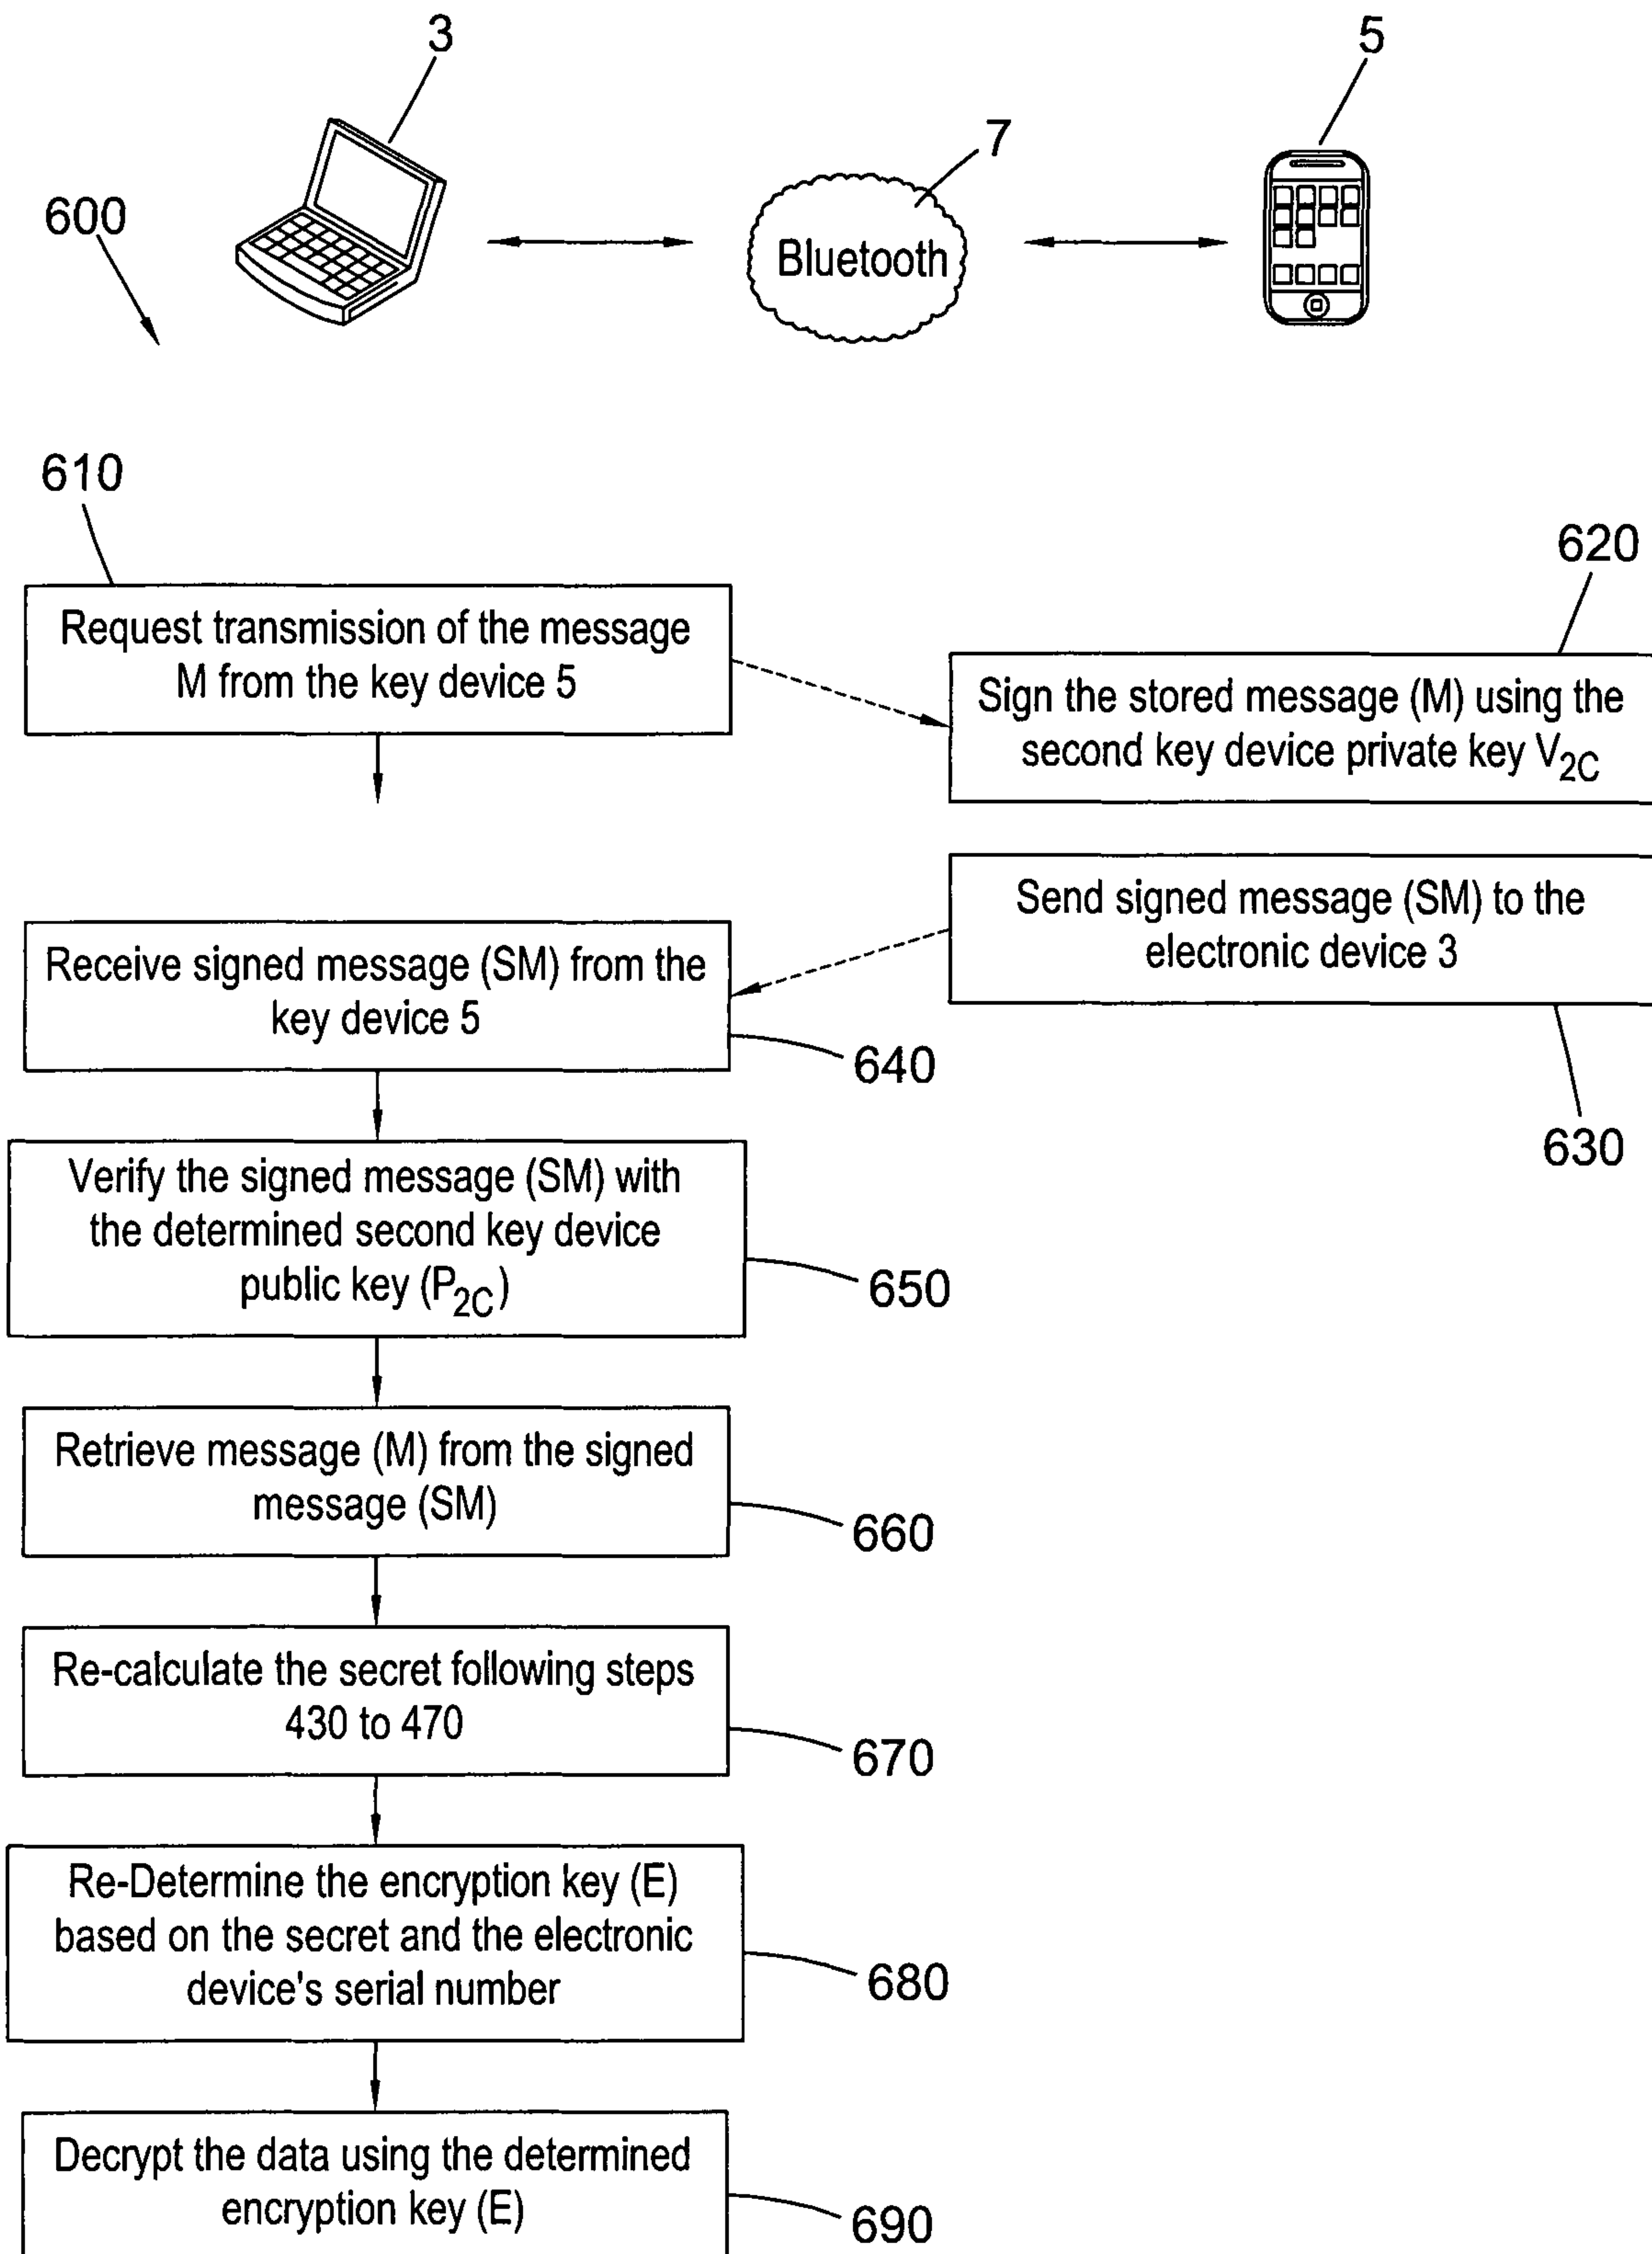 3
5
7
600
Bluetooth
610
620
Request transmission of the message
M from the key device 5
Sign the stored message (M) using the
second key device private key V2C
Send signed message (SM) to the
electronic device 3
Receive signed message (SM) from the
key device 5
640
630
Verify the signed message (SM) with
the determined second key device
public key (P2C)
650
Retrieve message (M) from the signed
message (SM)
660
Re-calculate the secret following steps
430 to 470
670
Re-Determine the encryption key (E)
based on the secret and the electronic
device's serial number
680
Decrypt the data using the determined
encryption key (E)
690